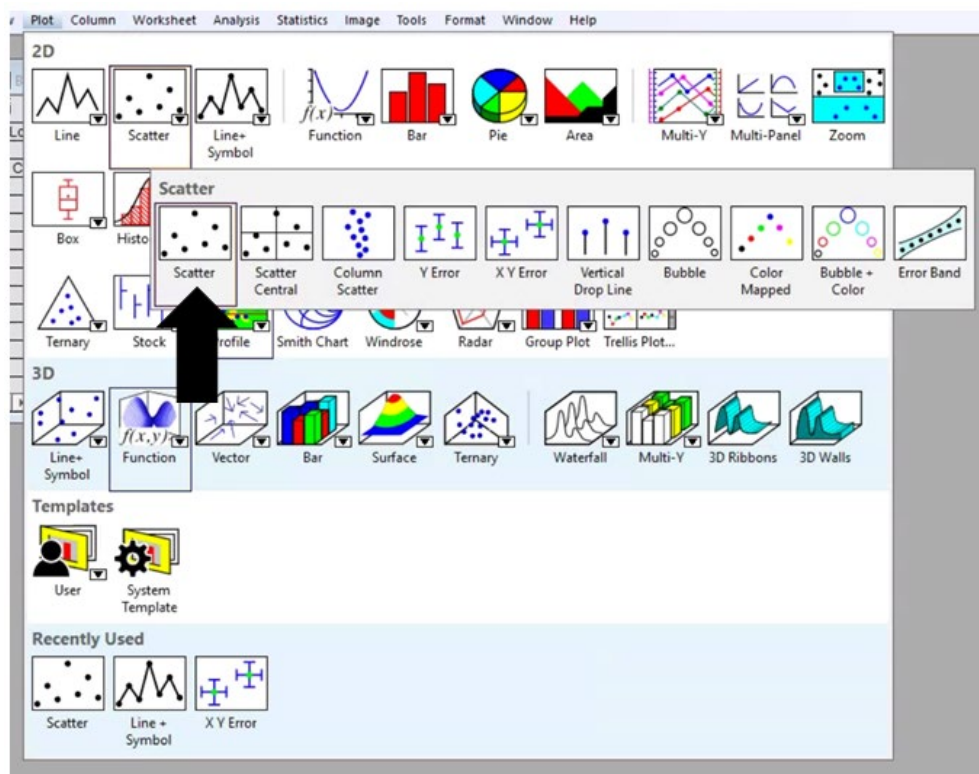 Plot Column Worksheet Analysis Statistics Image Tools Format Window Help
2D
Line Scatter Line+ Symbol f(x) Function Bar Pie Area Multi-Y Multi-Panel Zoom
Box Histo
Scatter
Scatter Scatter Central Column Scatter Y Error X Y Error Vertical Drop Line Bubble Color Mapped Bubble + Color Error Band
Ternary Stock rofile Smith Chart Windrose Radar Group Plot Trellis Plot...
3D
Line+ Symbol f(x,y) Function Vector Bar Surface Ternary Waterfall Multi-Y 3D Ribbons 3D Walls
Templates
User System Template
Recently Used
Scatter Line + Symbol X Y Error